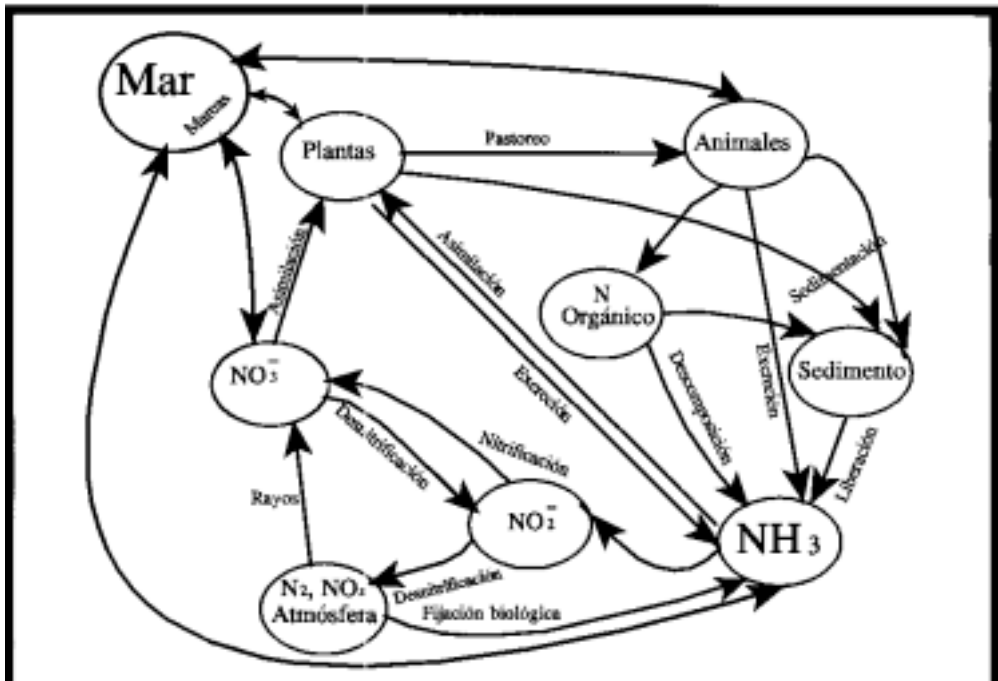 Mar
Mareas
Plantas
Pastoreo
Animales
Asimilación
Asimilación
Sedimentación
N
Orgánico
NO₃⁻
Excreción
Descomposición
Excreción
Sedimento
Desnitrificación
Nitrificación
Liberación
Rayos
NO₂⁻
NH₃
N₂, NO₂
Atmósfera
Desnitrificación
Fijación biológica